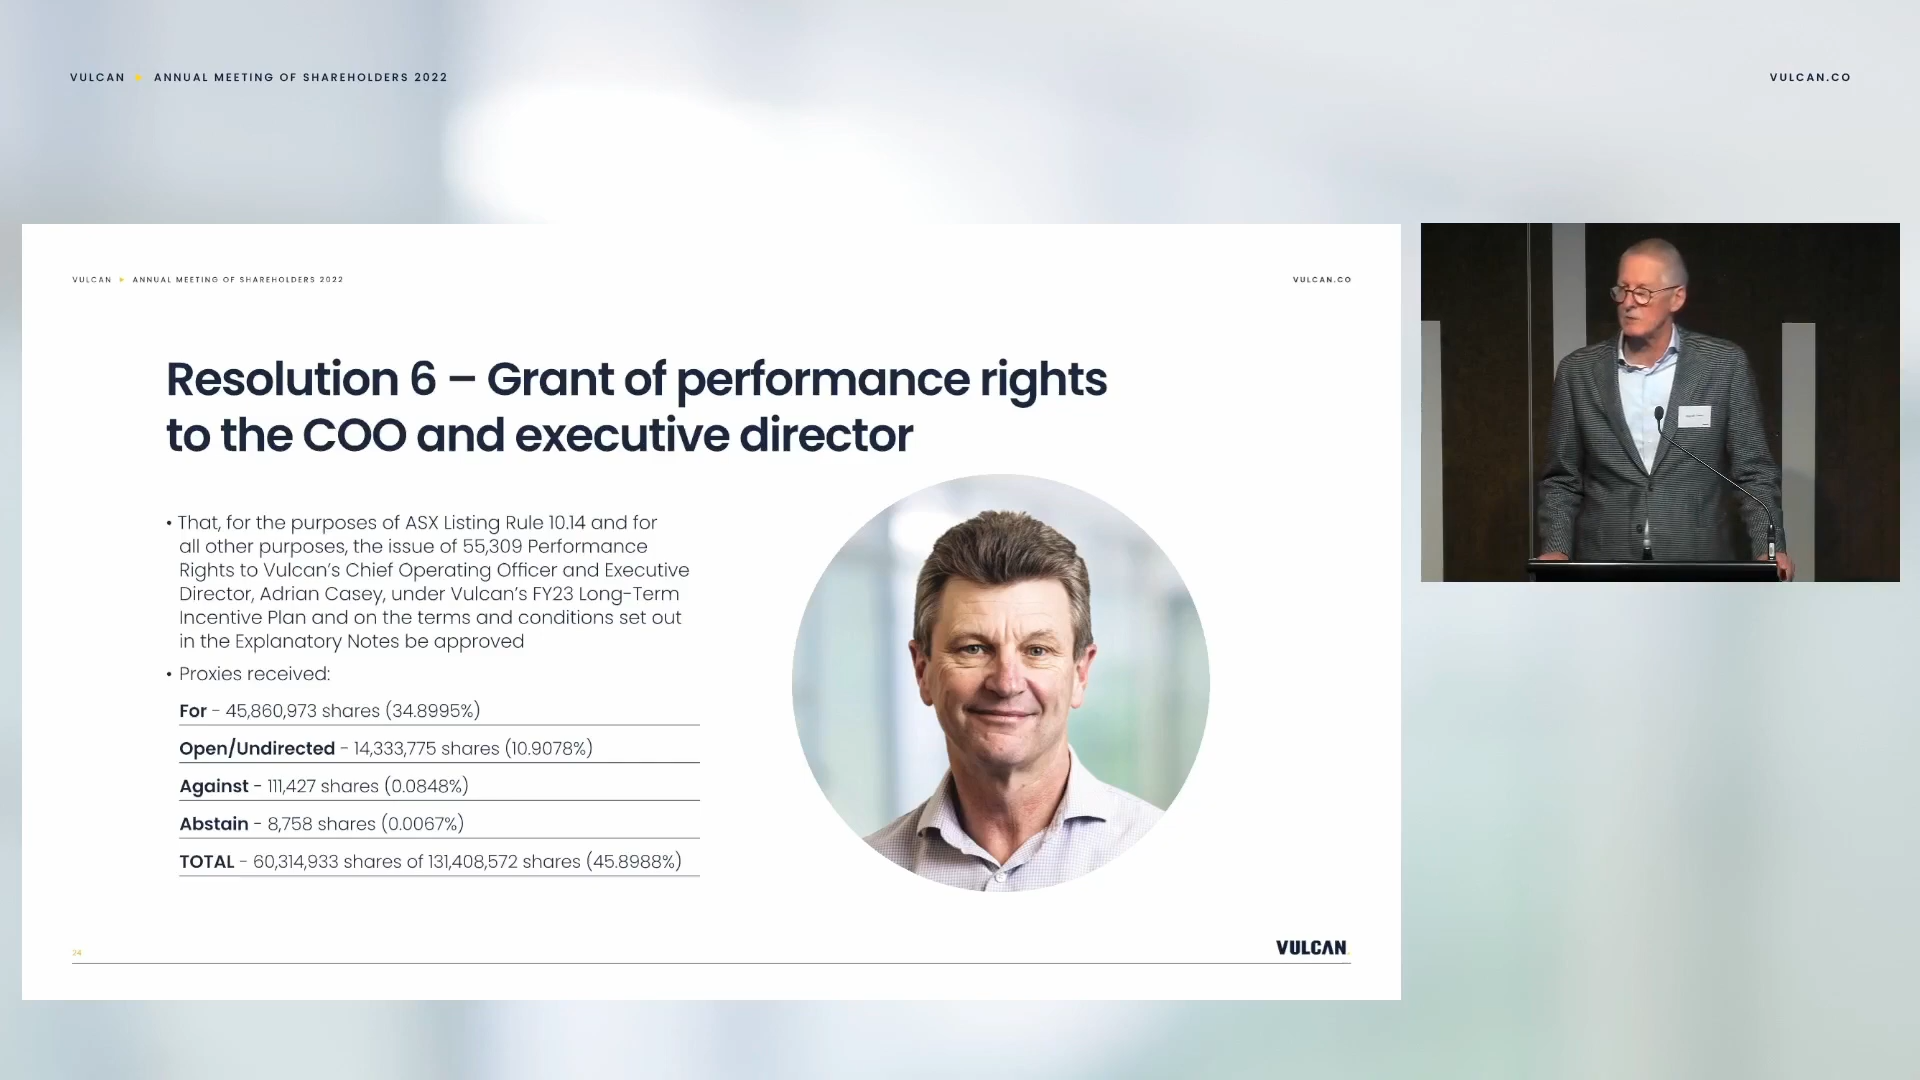 VULCAN ANNUAL MEETING OF SHAREHOLDERS 2022
VULCAN.CO
VULCAN ANNUAL MEETING OF SHAREHOLDERS 2022
VULCAN.CO
Resolution 6 – Grant of performance rights
to the COO and executive director
• That, for the purposes of ASX Listing Rule 10.14 and for
all other purposes, the issue of 55,309 Performance
Rights to Vulcan's Chief Operating Officer and Executive
Director, Adrian Casey, under Vulcan's FY23 Long-Term
Incentive Plan and on the terms and conditions set out
in the Explanatory Notes be approved
• Proxies received:
For - 45,860,973 shares (34.8995%)
Open/Undirected - 14,333,775 shares (10.9078%)
Against - 111,427 shares (0.0848%)
Abstain - 8,758 shares (0.0067%)
TOTAL - 60,314,933 shares of 131,408,572 shares (45.8988%)
24
VULCAN